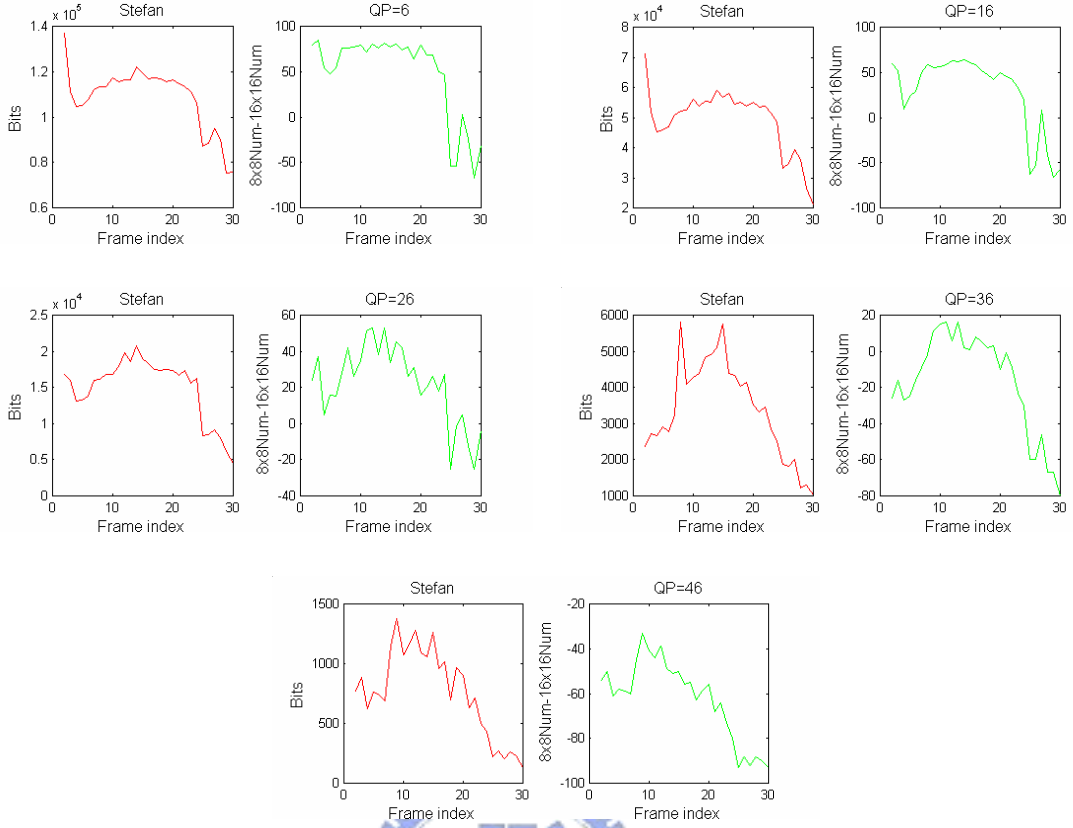 Stefan
x 10^5
1.4
1.2
1
0.8
0.6
Bits
0 10 20 30
Frame index
QP=6
100
50
0
-50
-100
8x8Num-16x16Num
0 10 20 30
Frame index
Stefan
x 10^4
8
7
6
5
4
3
2
Bits
0 10 20 30
Frame index
QP=16
100
50
0
-50
-100
8x8Num-16x16Num
0 10 20 30
Frame index
Stefan
x 10^4
2.5
2
1.5
1
0.5
0
Bits
0 10 20 30
Frame index
QP=26
60
40
20
0
-20
-40
8x8Num-16x16Num
0 10 20 30
Frame index
Stefan
6000
5000
4000
3000
2000
1000
Bits
0 10 20 30
Frame index
QP=36
20
0
-20
-40
-60
-80
8x8Num-16x16Num
0 10 20 30
Frame index
Stefan
1500
1000
500
0
Bits
0 10 20 30
Frame index
QP=46
-20
-40
-60
-80
-100
8x8Num-16x16Num
0 10 20 30
Frame index